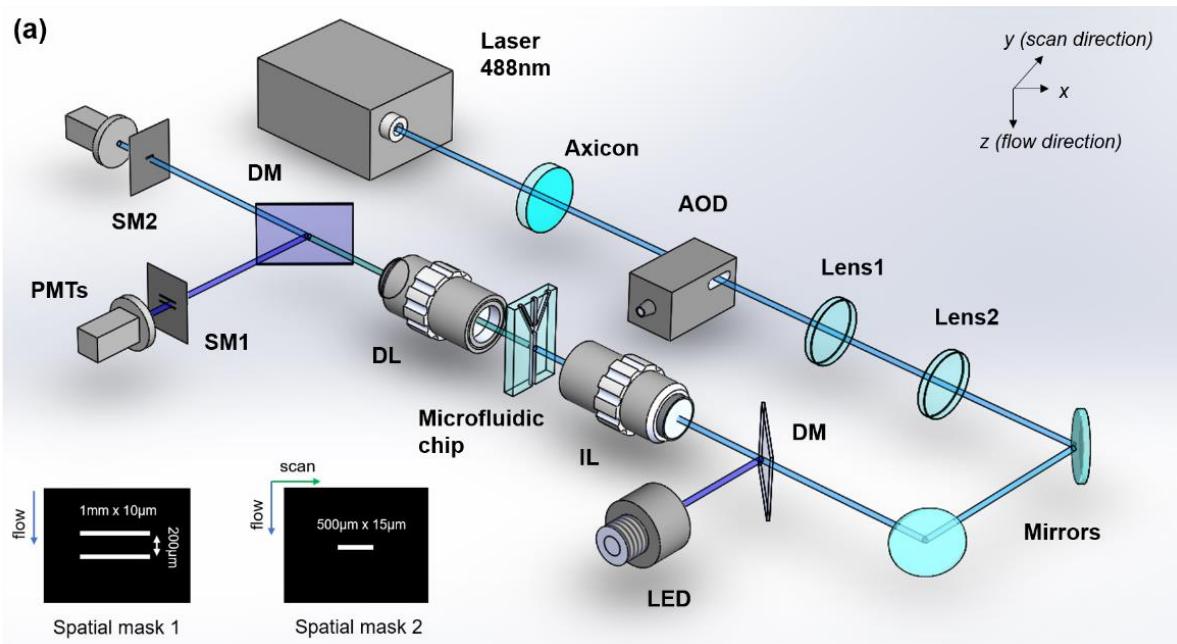 (a)
Laser
488nm
y (scan direction)
x
z (flow direction)
Axicon
DM
AOD
SM2
Lens1
PMTs
Lens2
SM1
DL
Microfluidic
chip
IL
DM
Mirrors
LED
flow
1mm x 10µm
200µm
Spatial mask 1
scan
flow
500µm x 15µm
Spatial mask 2